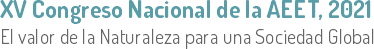 XV Congreso Nacional de la AEET, 2021
El valor de la Naturaleza para una Sociedad Global